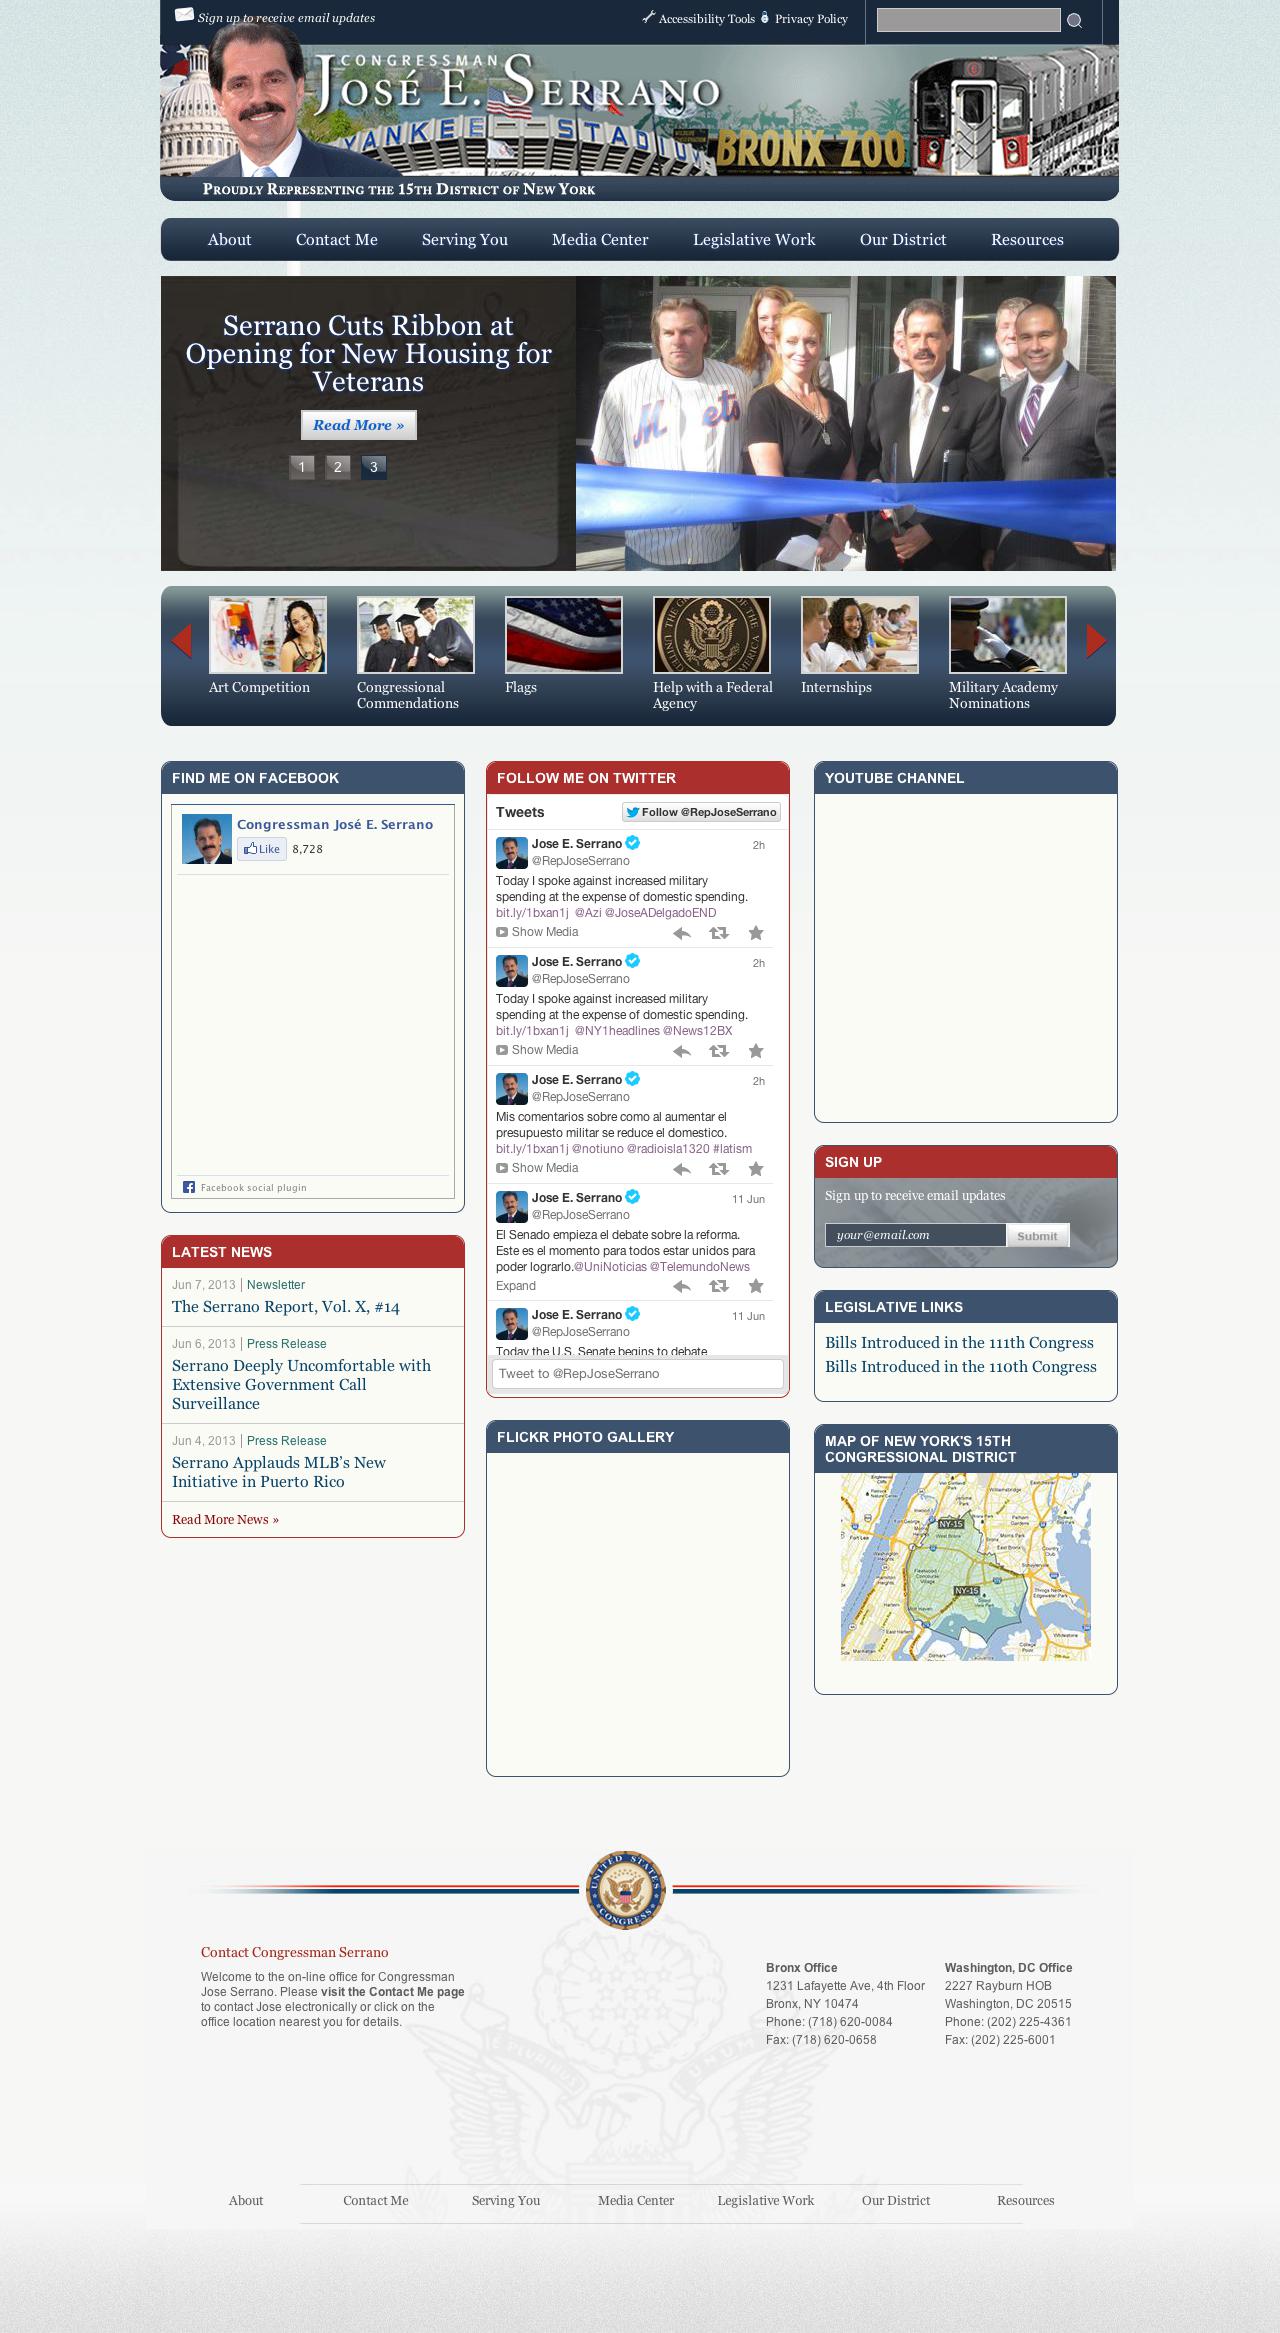 Sign up to receive email updates
Accessibility Tools
Privacy Policy
CONGRESSMAN
JOSÉ E. SERRANO
YANKEE STADIUM
BRONX ZOO
PROUDLY REPRESENTING THE 15TH DISTRICT OF NEW YORK
About
Contact Me
Serving You
Media Center
Legislative Work
Our District
Resources
Serrano Cuts Ribbon at
Opening for New Housing for
Veterans
Read More »
1 2 3
Mets
Art Competition
Congressional
Commendations
Flags
Help with a Federal
Agency
Internships
Military Academy
Nominations
FIND ME ON FACEBOOK
Congressman José E. Serrano
Like 8,728
Facebook social plugin
LATEST NEWS
Jun 7, 2013 | Newsletter
The Serrano Report, Vol. X, #14
Jun 6, 2013 | Press Release
Serrano Deeply Uncomfortable with
Extensive Government Call
Surveillance
Jun 4, 2013 | Press Release
Serrano Applauds MLB's New
Initiative in Puerto Rico
Read More News »
FOLLOW ME ON TWITTER
Tweets
Follow @RepJoseSerrano
Jose E. Serrano 2h
@RepJoseSerrano
Today I spoke against increased military
spending at the expense of domestic spending.
bit.ly/1bxan1j @Azi @JoseADelgadoEND
Show Media
Jose E. Serrano 2h
@RepJoseSerrano
Today I spoke against increased military
spending at the expense of domestic spending.
bit.ly/1bxan1j @NY1headlines @News12BX
Show Media
Jose E. Serrano 2h
@RepJoseSerrano
Mis comentarios sobre como al aumentar el
presupuesto militar se reduce el domestico.
bit.ly/1bxan1j @notiuno @radioisla1320 #latism
Show Media
Jose E. Serrano 11 Jun
@RepJoseSerrano
El Senado empieza el debate sobre la reforma.
Este es el momento para todos estar unidos para
poder lograrlo.@UniNoticias @TelemundoNews
Expand
Jose E. Serrano 11 Jun
@RepJoseSerrano
Today the U.S. Senate begins to debate
Tweet to @RepJoseSerrano
FLICKR PHOTO GALLERY
YOUTUBE CHANNEL
SIGN UP
Sign up to receive email updates
your@email.com
Submit
LEGISLATIVE LINKS
Bills Introduced in the 111th Congress
Bills Introduced in the 110th Congress
MAP OF NEW YORK'S 15TH
CONGRESSIONAL DISTRICT
NY-15
NY-15
UNITED STATES
CONGRESS
Contact Congressman Serrano
Welcome to the on-line office for Congressman
Jose Serrano. Please visit the Contact Me page
to contact Jose electronically or click on the
office location nearest you for details.
Bronx Office
1231 Lafayette Ave, 4th Floor
Bronx, NY 10474
Phone: (718) 620-0084
Fax: (718) 620-0658
Washington, DC Office
2227 Rayburn HOB
Washington, DC 20515
Phone: (202) 225-4361
Fax: (202) 225-6001
About
Contact Me
Serving You
Media Center
Legislative Work
Our District
Resources